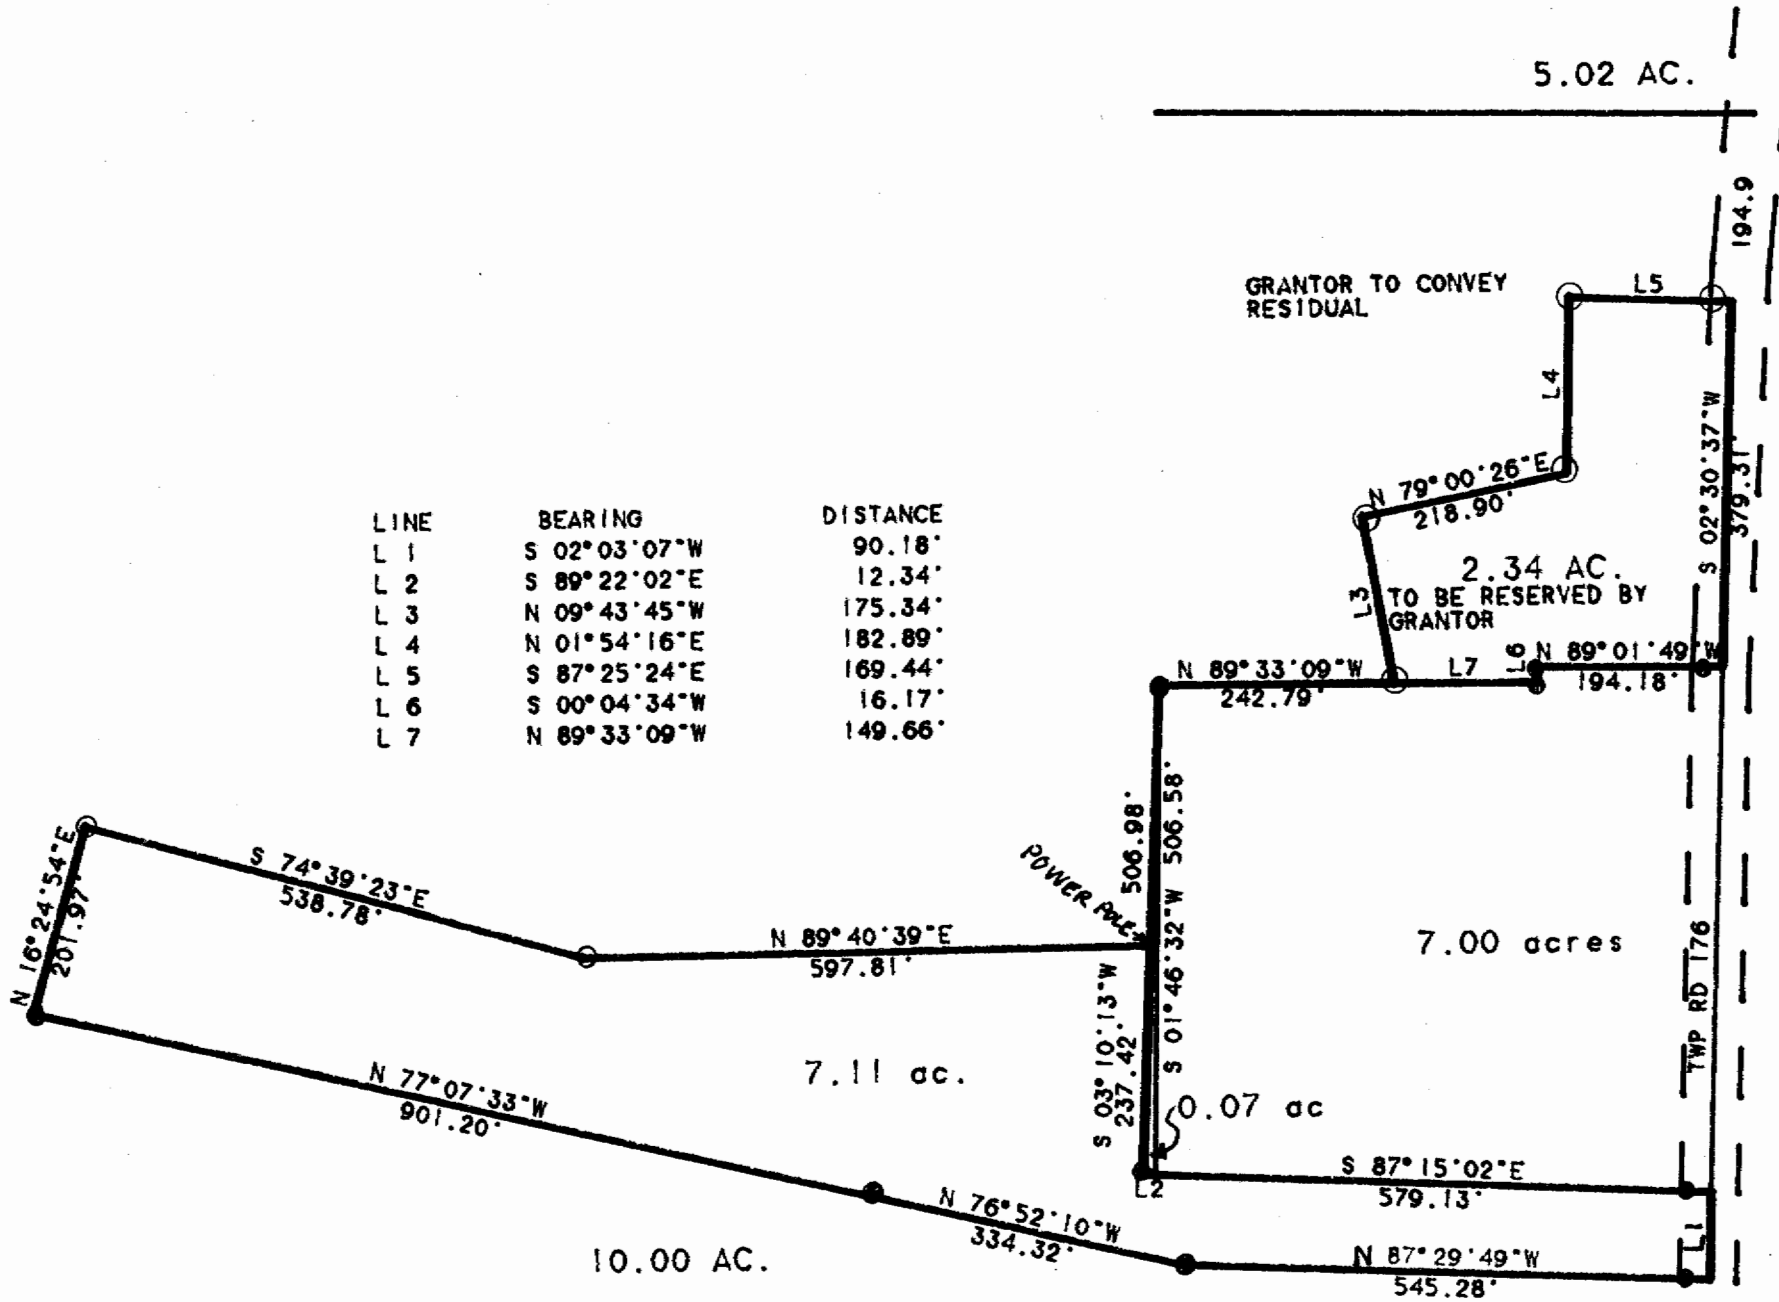 5.02 AC.
194.9
GRANTOR TO CONVEY
RESIDUAL
L5
L4
S 02°30'37"W
379.31'
N 79°00'26"E
218.90'
2.34 AC.
TO BE RESERVED BY
GRANTOR
L3
L6
N 89°01'49"W
194.18'
N 89°33'09"W
242.79'
L7
LINE BEARING DISTANCE
L 1 S 02°03'07"W 90.18'
L 2 S 89°22'02"E 12.34'
L 3 N 09°43'45"W 175.34'
L 4 N 01°54'16"E 182.89'
L 5 S 87°25'24"E 169.44'
L 6 S 00°04'34"W 16.17'
L 7 N 89°33'09"W 149.66'
506.98'
S 01°46'32"W 506.58'
POWER POLE
N 16°24'54"E
201.97'
S 74°39'23"E
538.78'
N 89°40'39"E
597.81'
7.00 acres
TWP RD 176
S 03°10'13"W
237.42'
7.11 ac.
0.07 ac
N 77°07'33"W
901.20'
L2
S 87°15'02"E
579.13'
N 76°52'10"W
334.32'
L1
N 87°29'49"W
545.28'
10.00 AC.